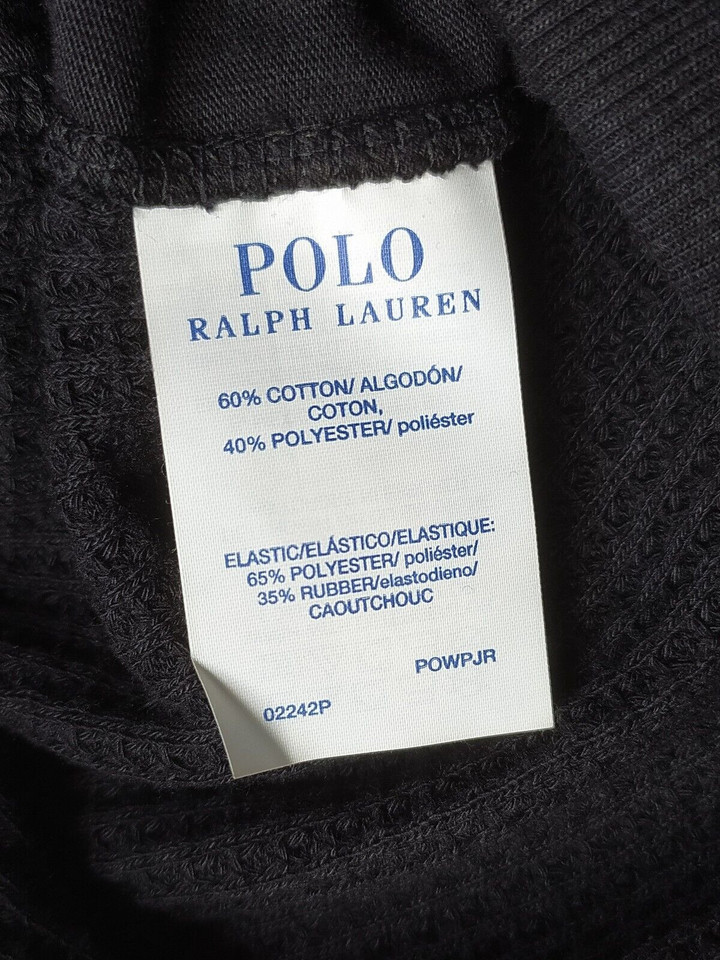 POLO
RALPH LAUREN
60% COTTON/ ALGODÓN/
COTON,
40% POLYESTER/ poliéster
ELASTIC/ELÁSTICO/ELASTIQUE:
65% POLYESTER/ poliéster/
35% RUBBER/elastodieno/
CAOUTCHOUC
POWPJR
02242P